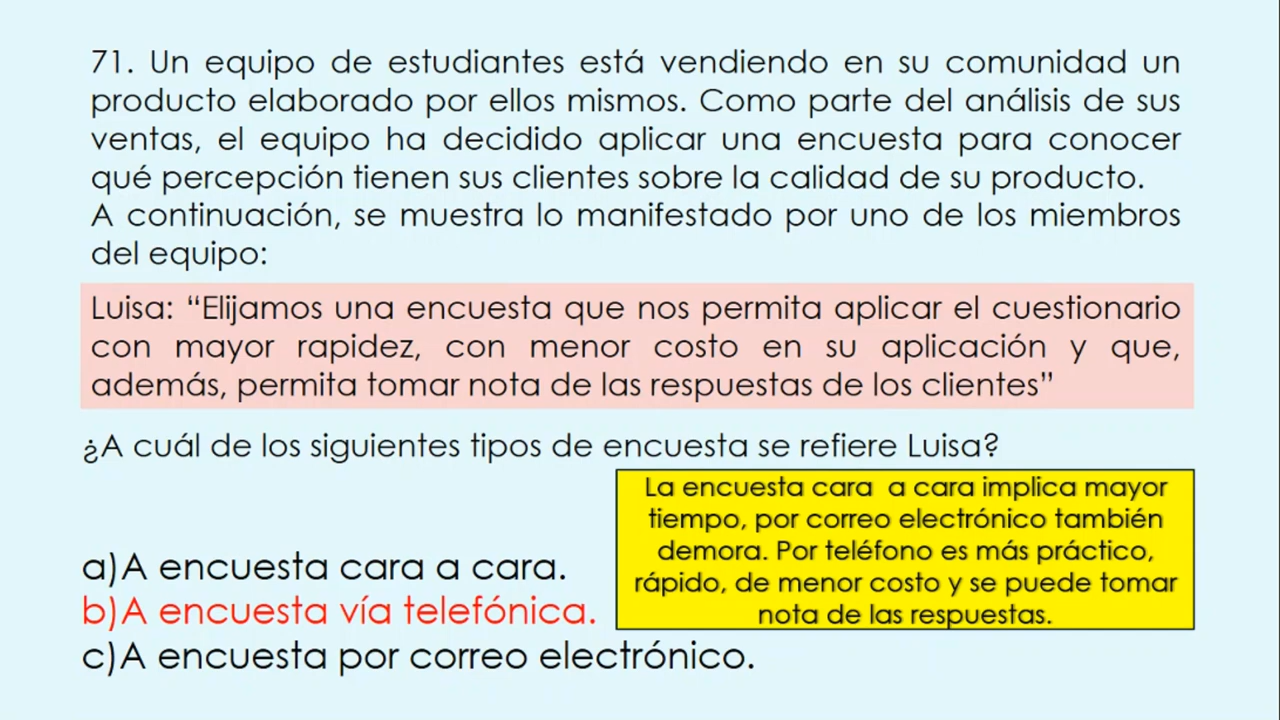 71. Un equipo de estudiantes está vendiendo en su comunidad un
producto elaborado por ellos mismos. Como parte del análisis de sus
ventas, el equipo ha decidido aplicar una encuesta para conocer
qué percepción tienen sus clientes sobre la calidad de su producto.
A continuación, se muestra lo manifestado por uno de los miembros
del equipo:
Luisa: “Elijamos una encuesta que nos permita aplicar el cuestionario
con mayor rapidez, con menor costo en su aplicación y que,
además, permita tomar nota de las respuestas de los clientes”
¿A cuál de los siguientes tipos de encuesta se refiere Luisa?
La encuesta cara a cara implica mayor
tiempo, por correo electrónico también
demora. Por teléfono es más práctico,
rápido, de menor costo y se puede tomar
nota de las respuestas.
a)A encuesta cara a cara.
b)A encuesta vía telefónica.
c)A encuesta por correo electrónico.